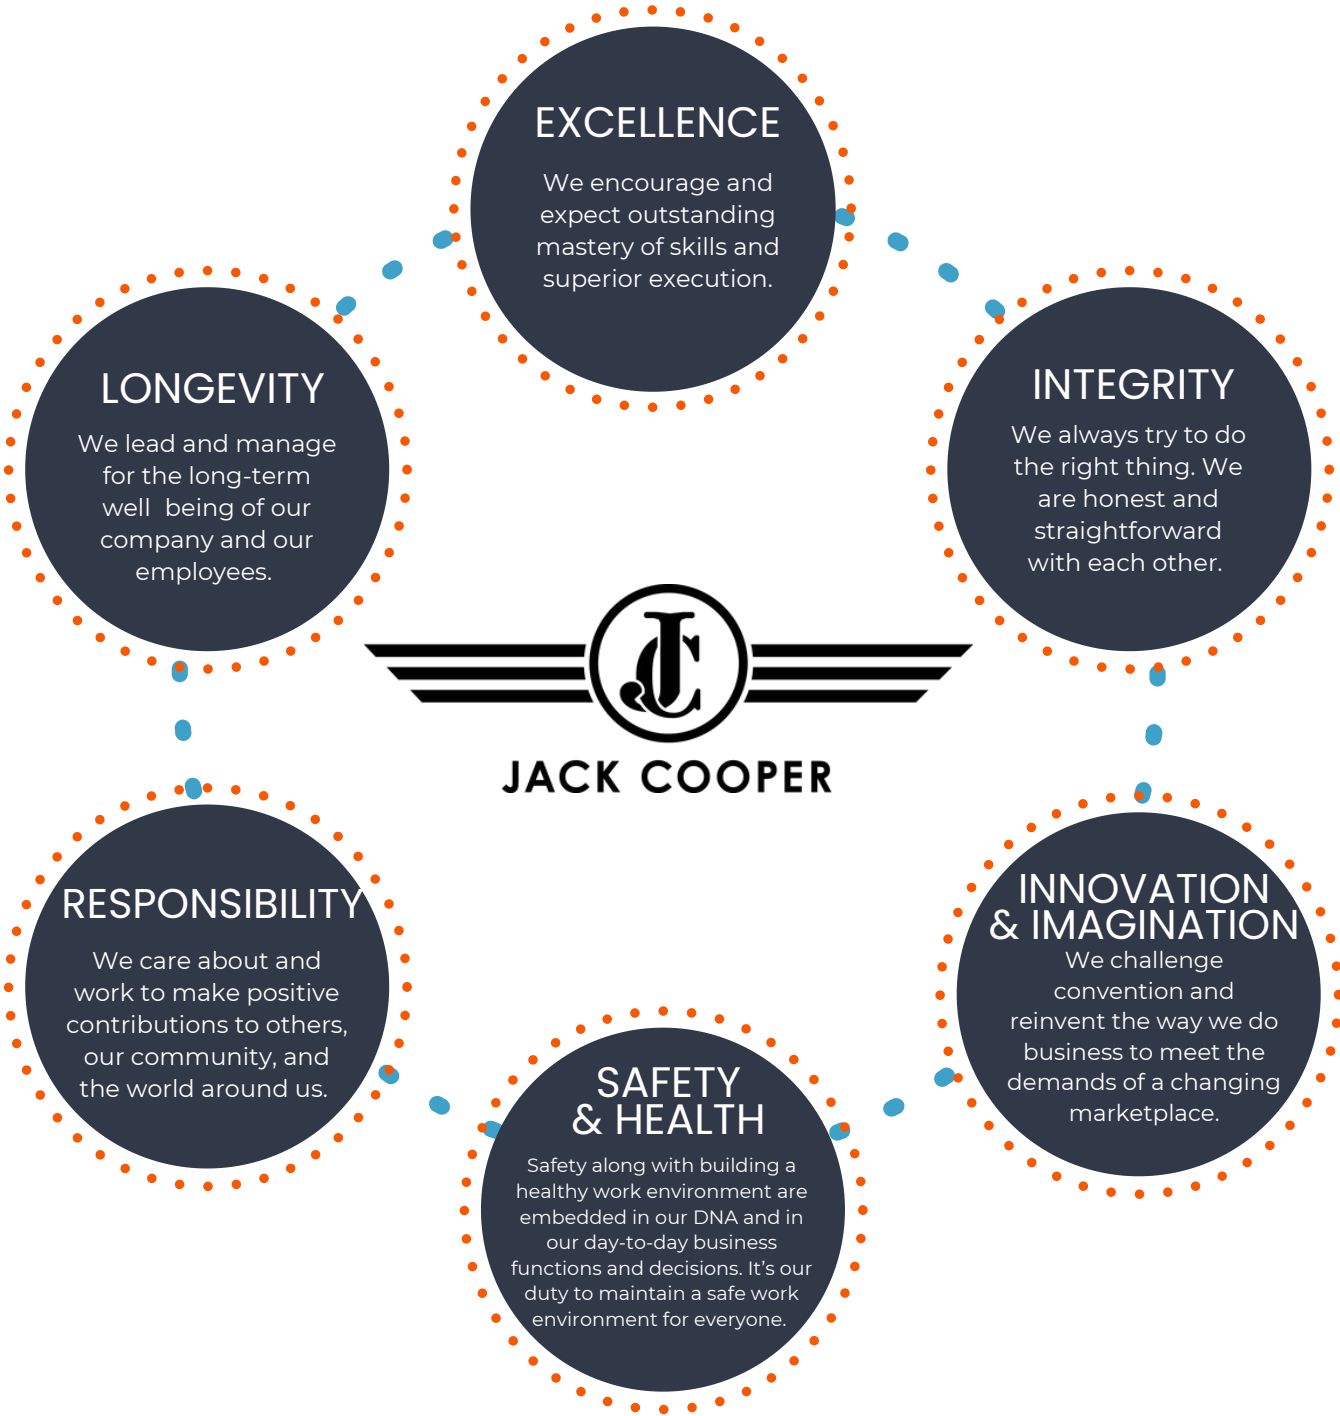 EXCELLENCE
We encourage and
expect outstanding
mastery of skills and
superior execution.
LONGEVITY
We lead and manage
for the long-term
well being of our
company and our
employees.
INTEGRITY
We always try to do
the right thing. We
are honest and
straightforward
with each other.
JC
JACK COOPER
RESPONSIBILITY
We care about and
work to make positive
contributions to others,
our community, and
the world around us.
INNOVATION
& IMAGINATION
We challenge
convention and
reinvent the way we do
business to meet the
demands of a changing
marketplace.
SAFETY
& HEALTH
Safety along with building a
healthy work environment are
embedded in our DNA and in
our day-to-day business
functions and decisions. It’s our
duty to maintain a safe work
environment for everyone.